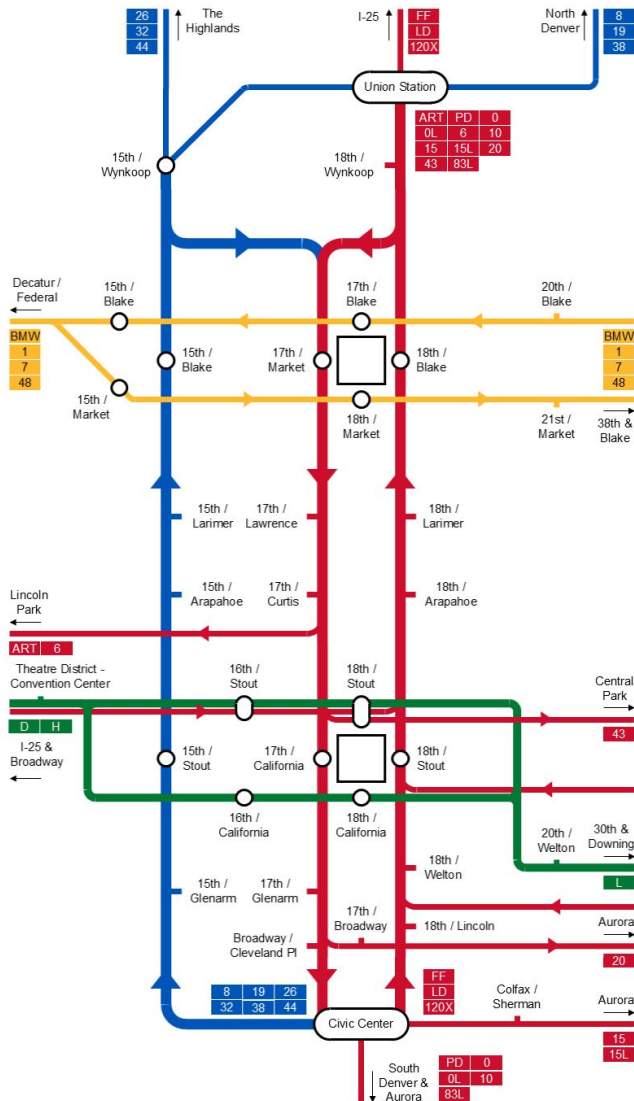 26
32
44
The
Highlands
I-25
FF
LD
120X
North
Denver
8
19
38
Union Station
ART PD 0
0L 6 10
15 15L 20
43 83L
15th /
Wynkoop
18th /
Wynkoop
Decatur /
Federal
15th /
Blake
17th /
Blake
20th /
Blake
BMW
1
7
48
15th /
Blake
17th /
Market
18th /
Blake
BMW
1
7
48
15th /
Market
18th /
Market
21st /
Market
38th &
Blake
15th /
Larimer
17th /
Lawrence
18th /
Larimer
15th /
Arapahoe
17th /
Curtis
18th /
Arapahoe
Lincoln
Park
ART 6
Theatre District -
Convention Center
16th /
Stout
18th /
Stout
Central
Park
D H
43
I-25 &
Broadway
15th /
Stout
17th /
California
18th /
Stout
16th /
California
18th /
California
20th /
Welton
30th &
Downing
18th /
Welton
L
15th /
Glenarm
17th /
Glenarm
17th /
Broadway
18th / Lincoln
Aurora
Broadway /
Cleveland Pl
20
8 19 26
32 38 44
FF
LD
120X
Colfax /
Sherman
Aurora
Civic Center
15
15L
South
Denver &
Aurora
PD 0
0L 10
83L